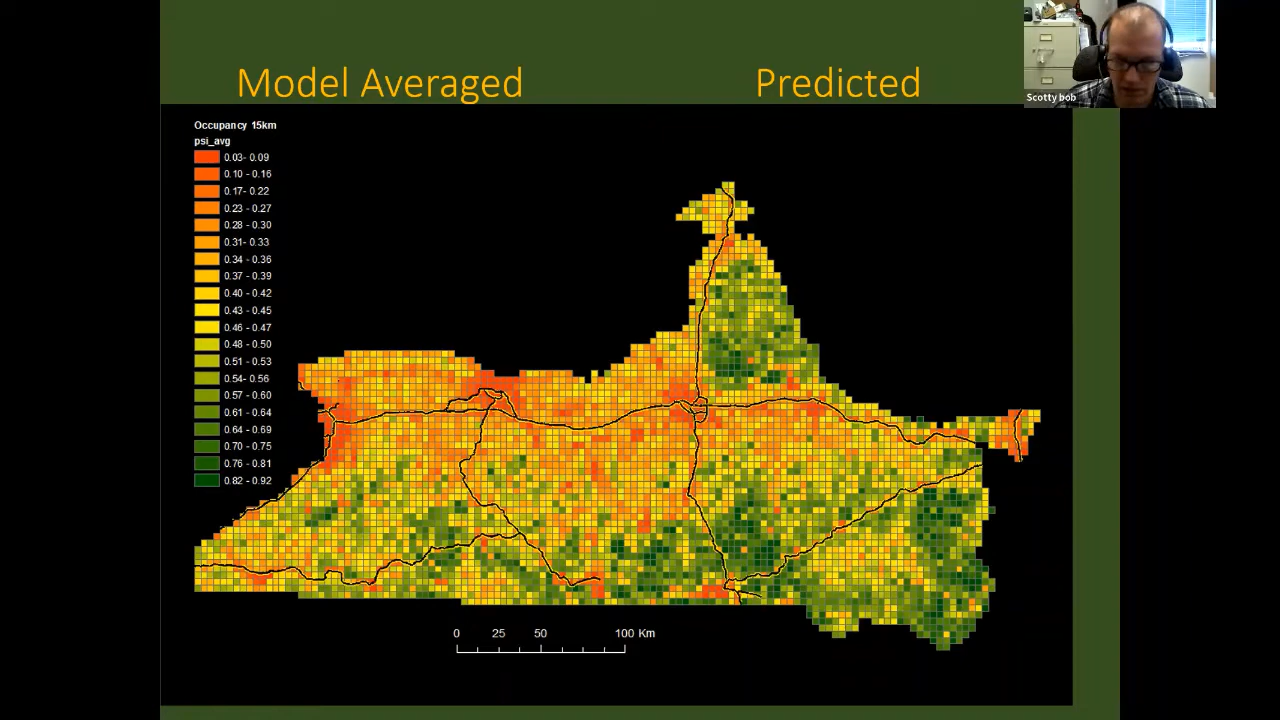 Model Averaged Predicted
Scotty bob
Occupancy 15km
psi_avg
0.03- 0.09
0.10 - 0.16
0.17- 0.22
0.23 - 0.27
0.28 - 0.30
0.31- 0.33
0.34 - 0.36
0.37 - 0.39
0.40 - 0.42
0.43 - 0.45
0.46 - 0.47
0.48 - 0.50
0.51 - 0.53
0.54- 0.56
0.57 - 0.60
0.61 - 0.64
0.64 - 0.69
0.70 - 0.75
0.76 - 0.81
0.82 - 0.92
0 25 50 100 Km